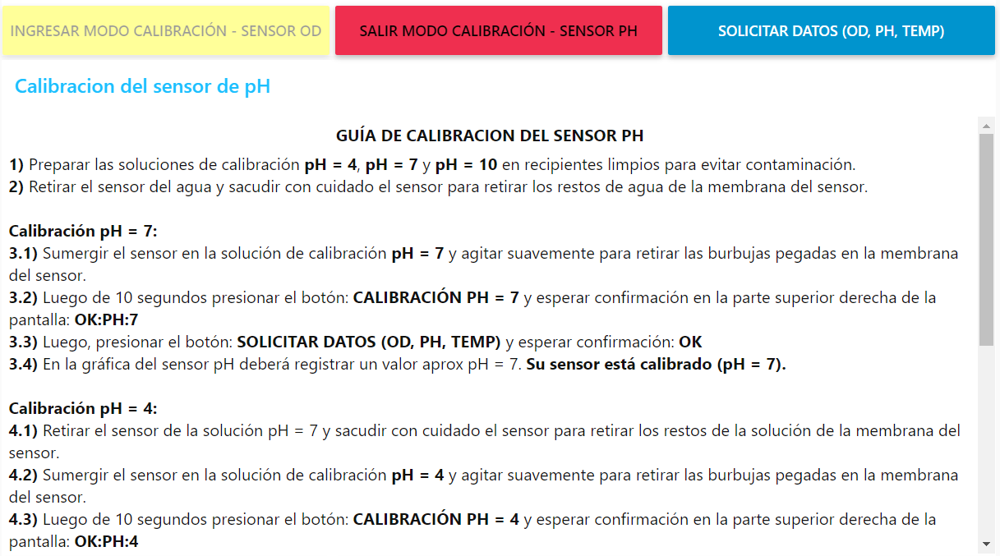 INGRESAR MODO CALIBRACIÓN - SENSOR OD
SALIR MODO CALIBRACIÓN - SENSOR PH
SOLICITAR DATOS (OD, PH, TEMP)
Calibracion del sensor de pH
GUÍA DE CALIBRACION DEL SENSOR PH
1) Preparar las soluciones de calibración pH = 4, pH = 7 y pH = 10 en recipientes limpios para evitar contaminación.
2) Retirar el sensor del agua y sacudir con cuidado el sensor para retirar los restos de agua de la membrana del sensor.
Calibración pH = 7:
3.1) Sumergir el sensor en la solución de calibración pH = 7 y agitar suavemente para retirar las burbujas pegadas en la membrana
del sensor.
3.2) Luego de 10 segundos presionar el botón: CALIBRACIÓN PH = 7 y esperar confirmación en la parte superior derecha de la
pantalla: OK:PH:7
3.3) Luego, presionar el botón: SOLICITAR DATOS (OD, PH, TEMP) y esperar confirmación: OK
3.4) En la gráfica del sensor pH deberá registrar un valor aprox pH = 7. Su sensor está calibrado (pH = 7).
Calibración pH = 4:
4.1) Retirar el sensor de la solución pH = 7 y sacudir con cuidado el sensor para retirar los restos de la solución de la membrana del
sensor.
4.2) Sumergir el sensor en la solución de calibración pH = 4 y agitar suavemente para retirar las burbujas pegadas en la membrana
del sensor.
4.3) Luego de 10 segundos presionar el botón: CALIBRACIÓN PH = 4 y esperar confirmación en la parte superior derecha de la
pantalla: OK:PH:4